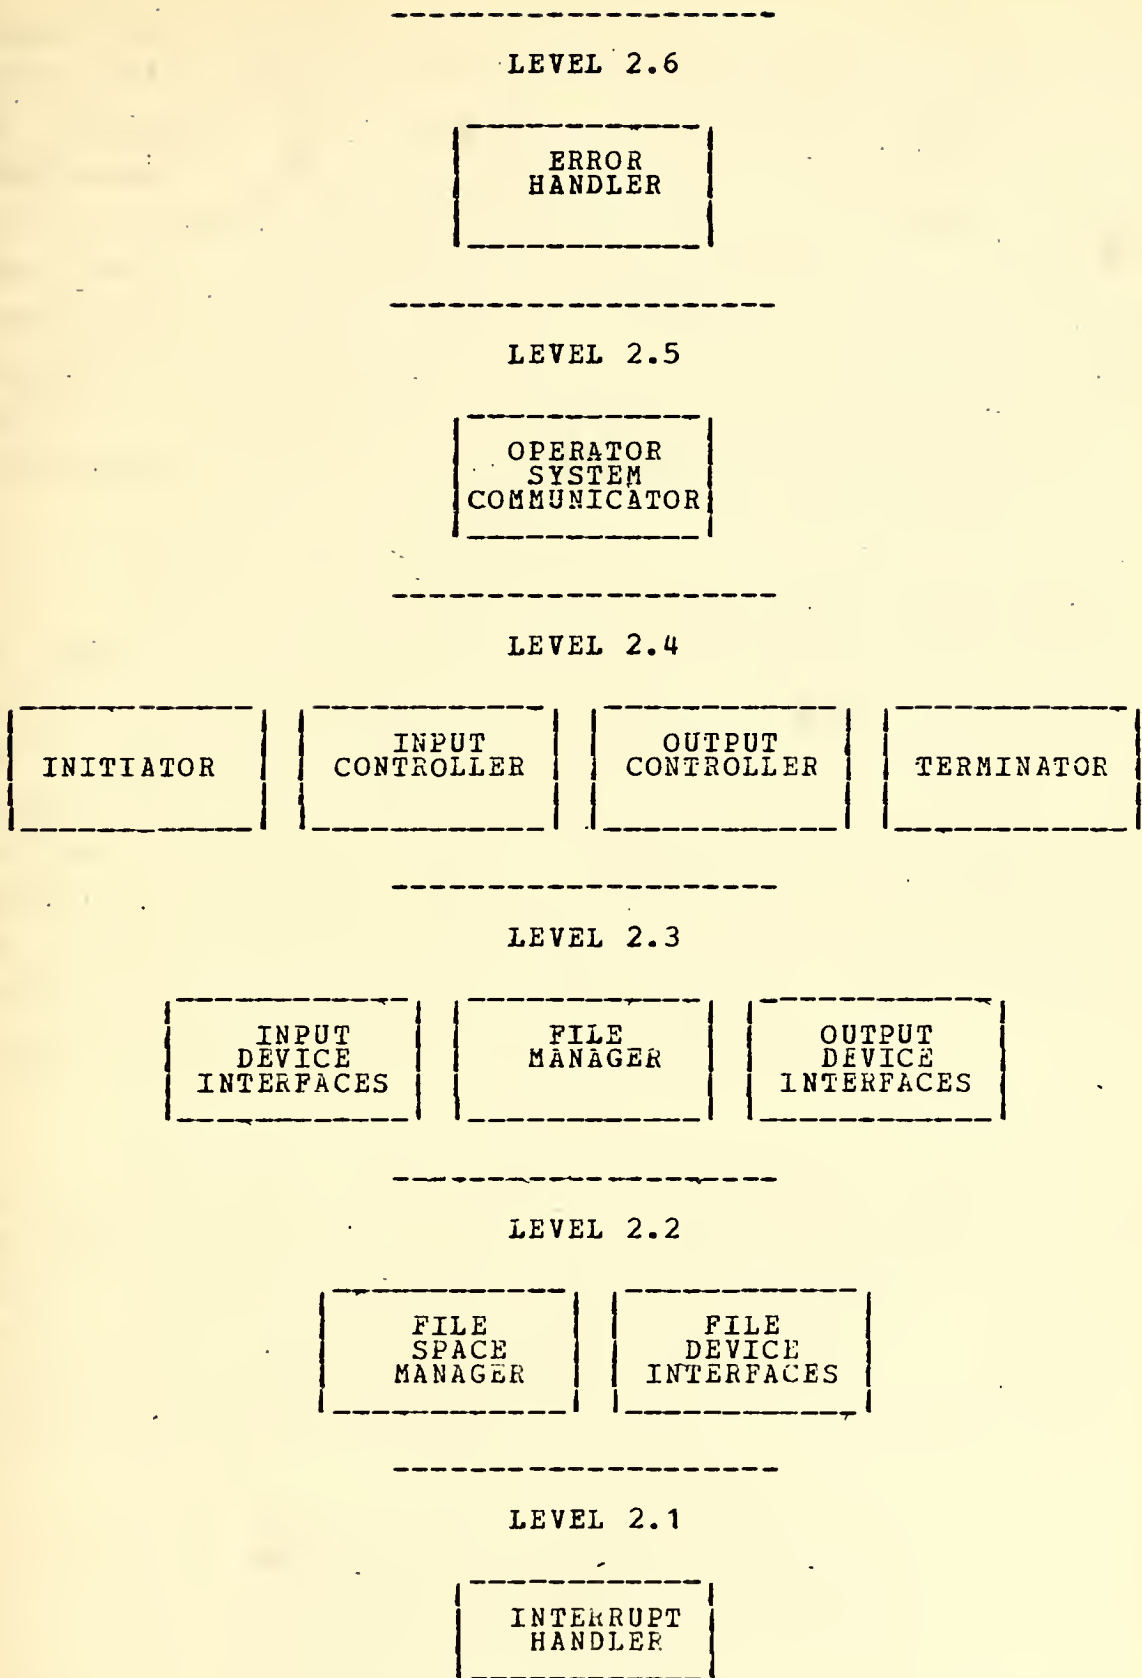 LEVEL 2.6
ERROR
HANDLER
LEVEL 2.5
OPERATOR
SYSTEM
COMMUNICATOR
LEVEL 2.4
INITIATOR
INPUT
CONTROLLER
OUTPUT
CONTROLLER
TERMINATOR
LEVEL 2.3
INPUT
DEVICE
INTERFACES
FILE
MANAGER
OUTPUT
DEVICE
INTERFACES
LEVEL 2.2
FILE
SPACE
MANAGER
FILE
DEVICE
INTERFACES
LEVEL 2.1
INTERRUPT
HANDLER